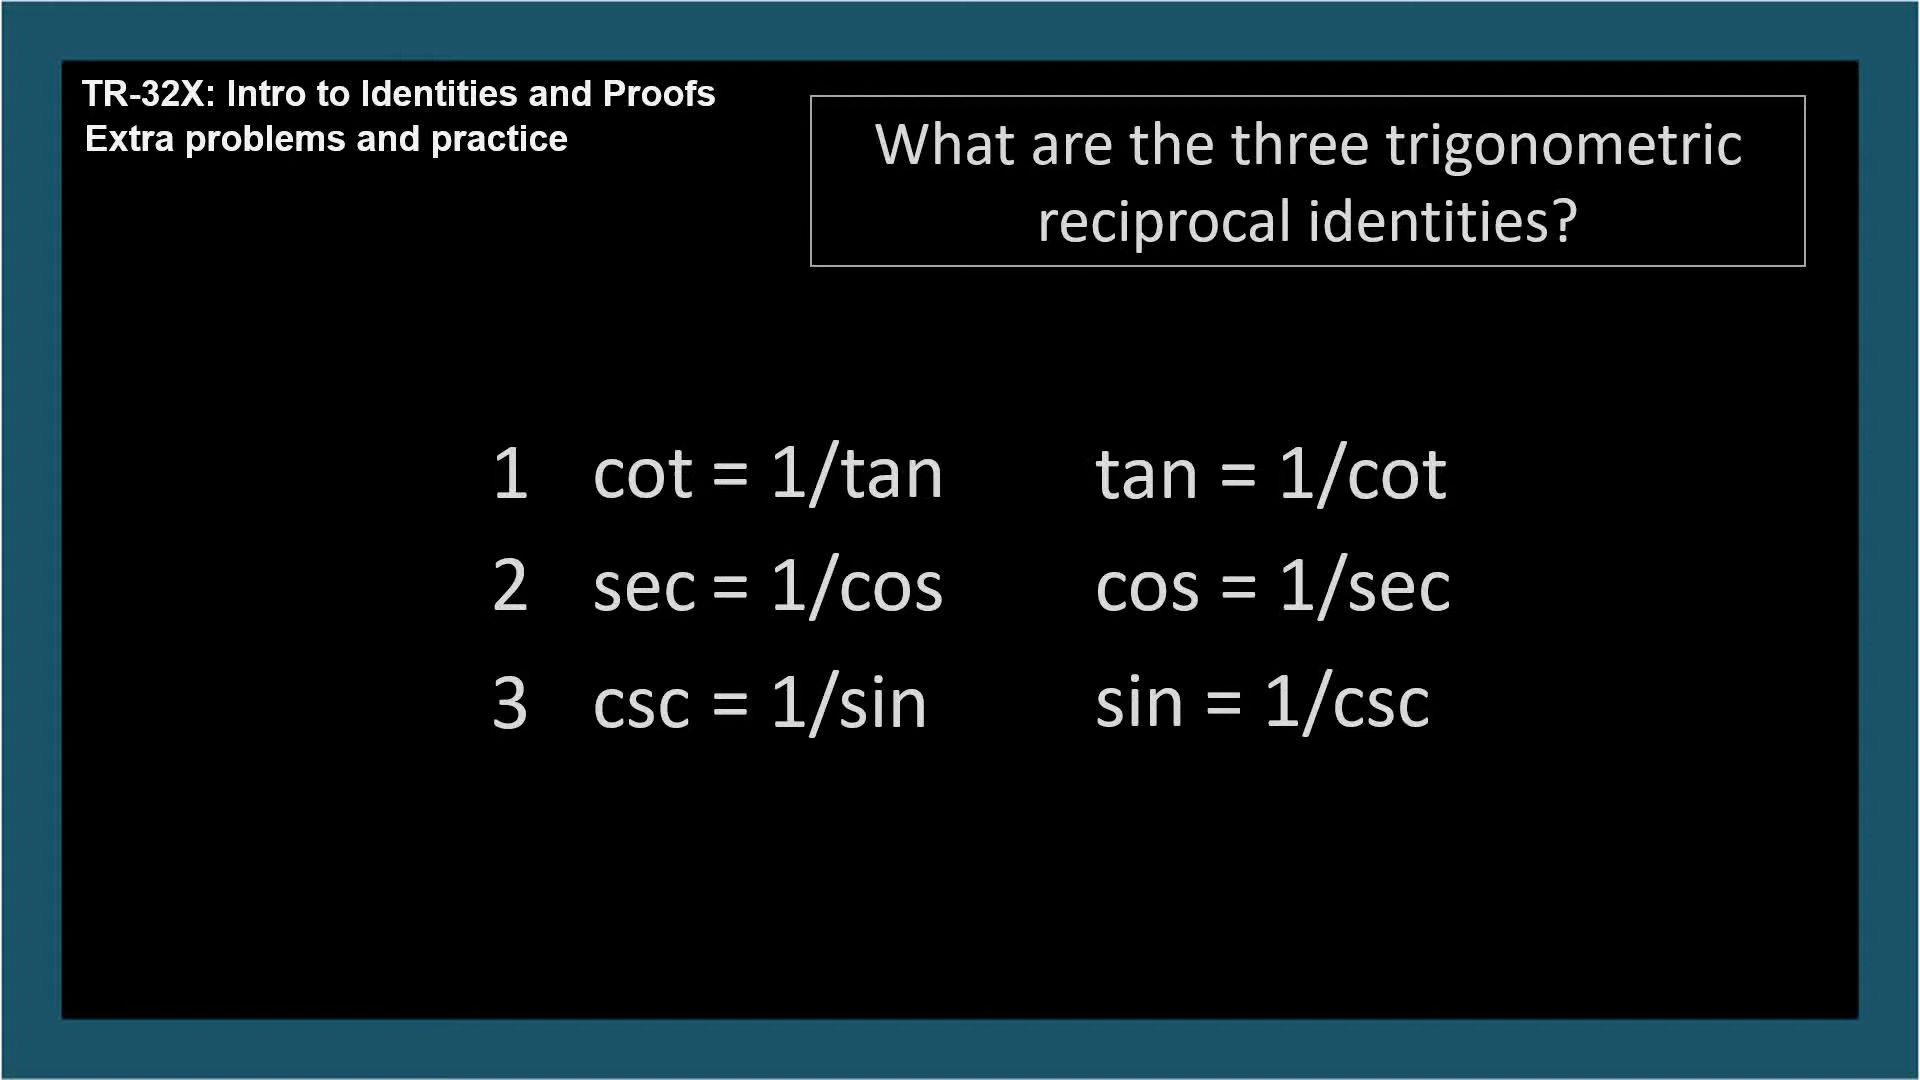 TR-32X: Intro to Identities and Proofs
Extra problems and practice
What are the three trigonometric
reciprocal identities?
1 cot = 1/tan tan = 1/cot
2 sec = 1/cos cos = 1/sec
3 csc = 1/sin sin = 1/csc